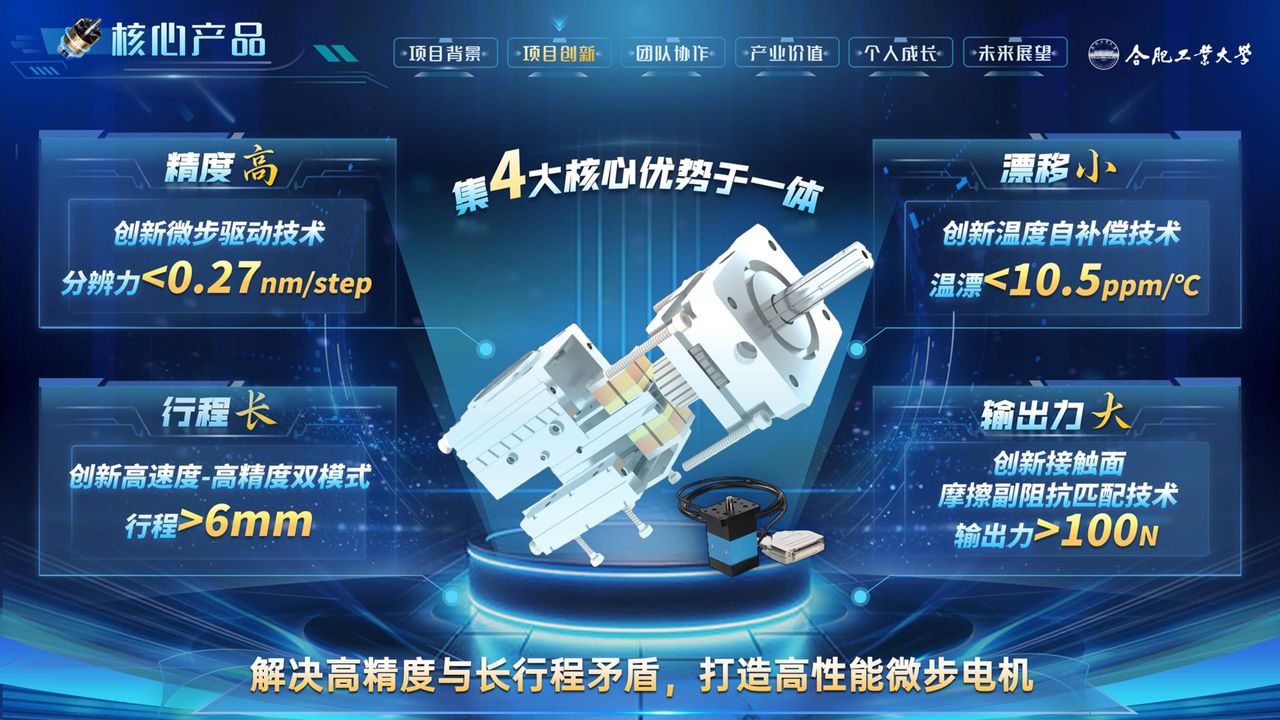 核心产品
项目背景
项目创新
团队协作
产业价值
个人成长
未来展望
合肥工业大学
集4大核心优势于一体
精度高
创新微步驱动技术
分辨力<0.27nm/step
漂移小
创新温度自补偿技术
温漂<10.5ppm/℃
行程长
创新高速度-高精度双模式
行程>6mm
输出力大
创新接触面
摩擦副阻抗匹配技术
输出力>100N
解决高精度与长行程矛盾，打造高性能微步电机